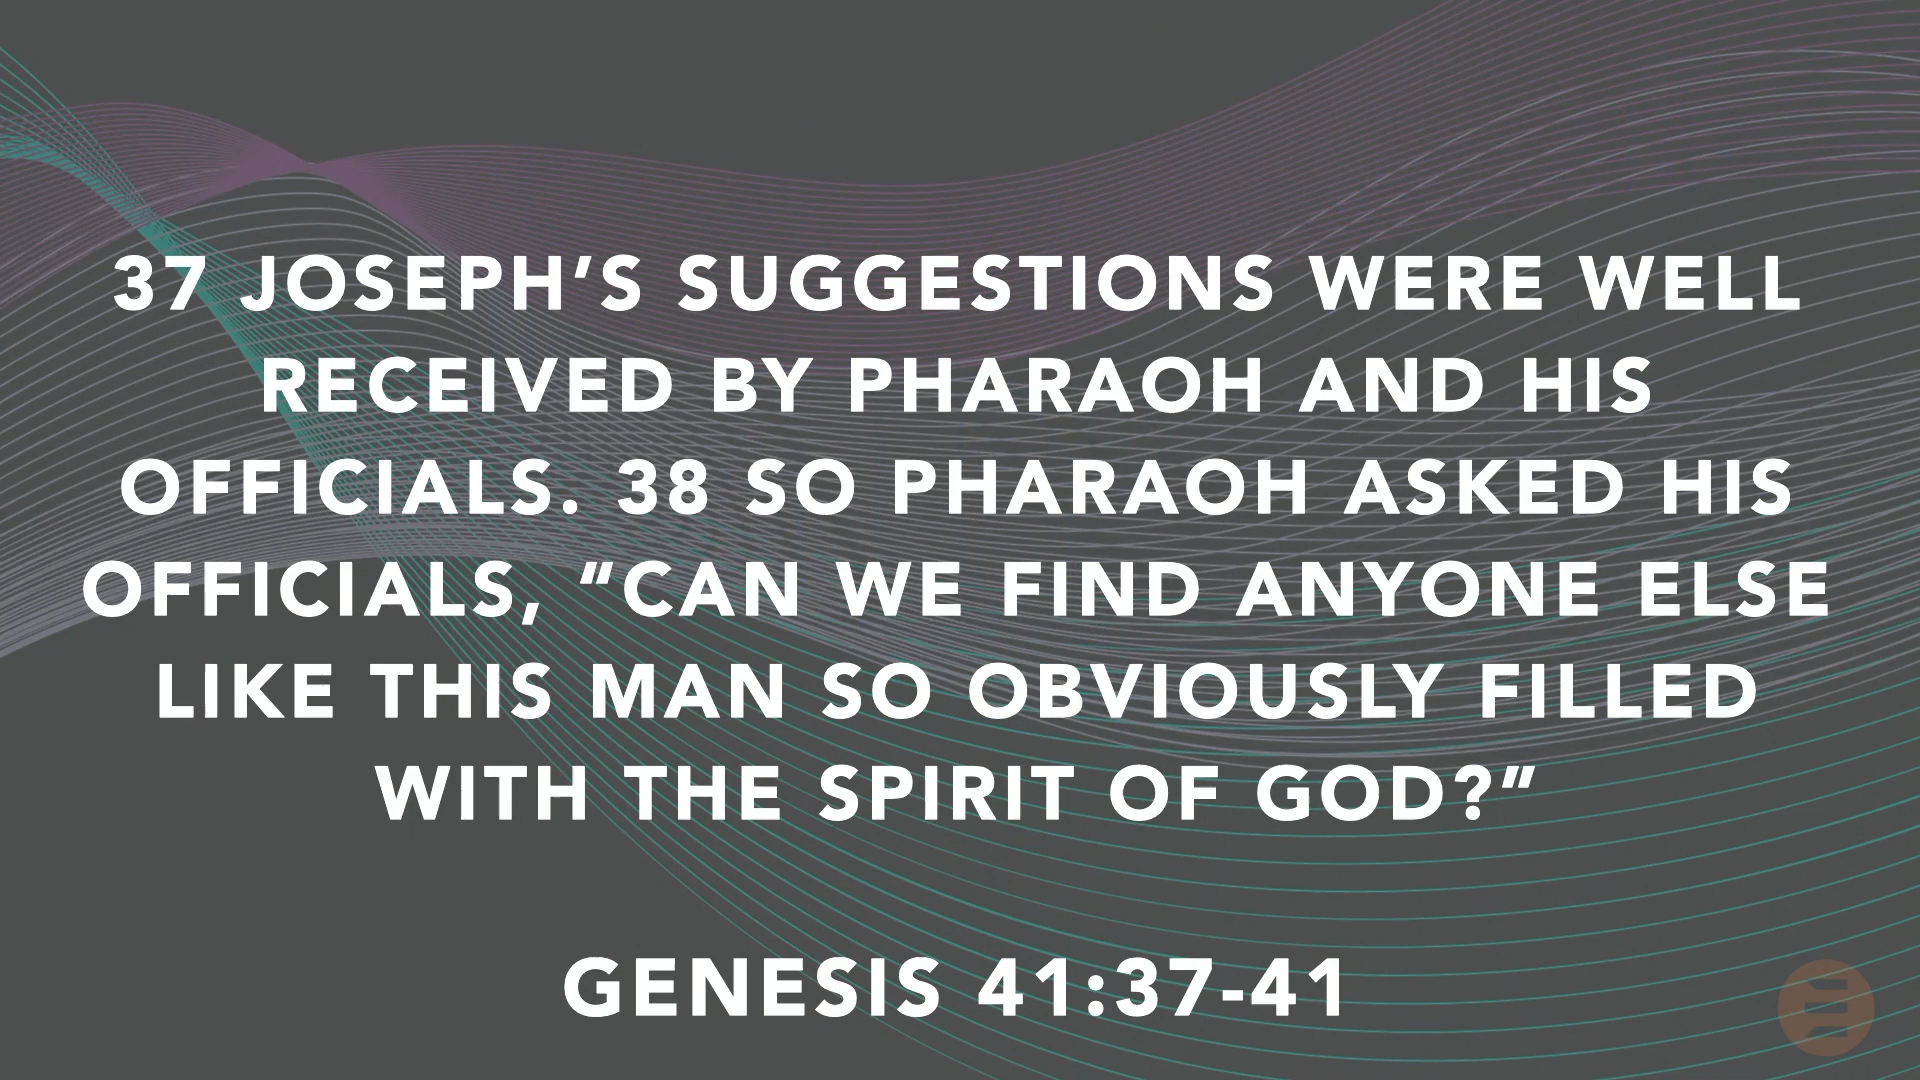 37 JOSEPH’S SUGGESTIONS WERE WELL
RECEIVED BY PHARAOH AND HIS
OFFICIALS. 38 SO PHARAOH ASKED HIS
OFFICIALS, “CAN WE FIND ANYONE ELSE
LIKE THIS MAN SO OBVIOUSLY FILLED
WITH THE SPIRIT OF GOD?”
GENESIS 41:37-41